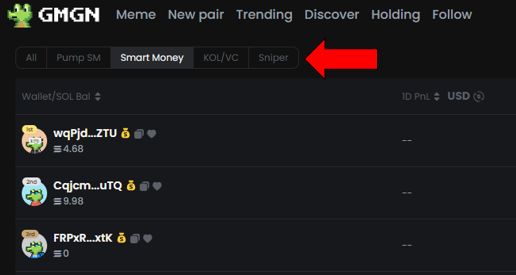 GMGN Meme New pair Trending Discover Holding Follow
All Pump SM Smart Money KOL/VC Sniper
Wallet/SOL Bal 1D PnL USD
1st
wqPjd...ZTU
4.68
--
2nd
Cqjcm...uTQ
9.98
--
3rd
FRPxR...xtK
0
--